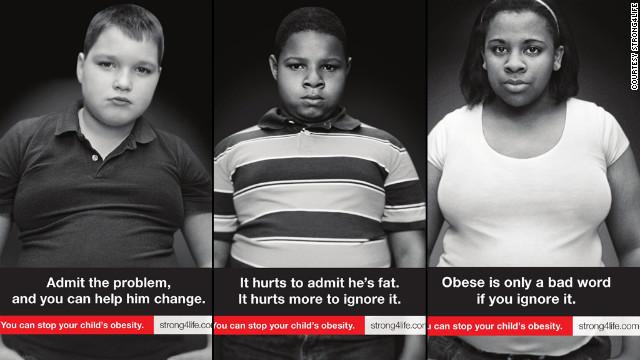 COURTESY STRONG4LIFE
Admit the problem,
and you can help him change.
You can stop your child's obesity. strong4life.com
It hurts to admit he's fat.
It hurts more to ignore it.
You can stop your child's obesity. strong4life.com
Obese is only a bad word
if you ignore it.
You can stop your child's obesity. strong4life.com